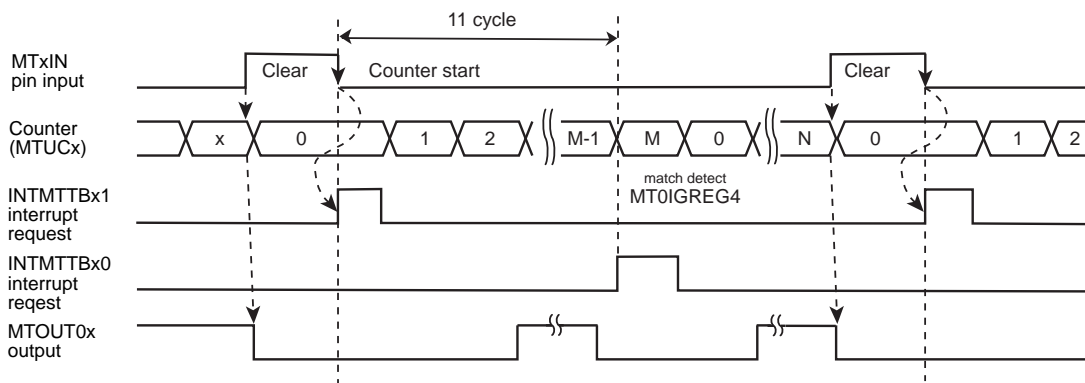 11 cycle
MTxIN
pin input
Clear
Counter start
Clear
Counter
(MTUCx)
x 0 1 2 M-1 M 0 N 0 1 2
match detect
MT0IGREG4
INTMTTBx1
interrupt
request
INTMTTBx0
interrupt
reqest
MTOUT0x
output